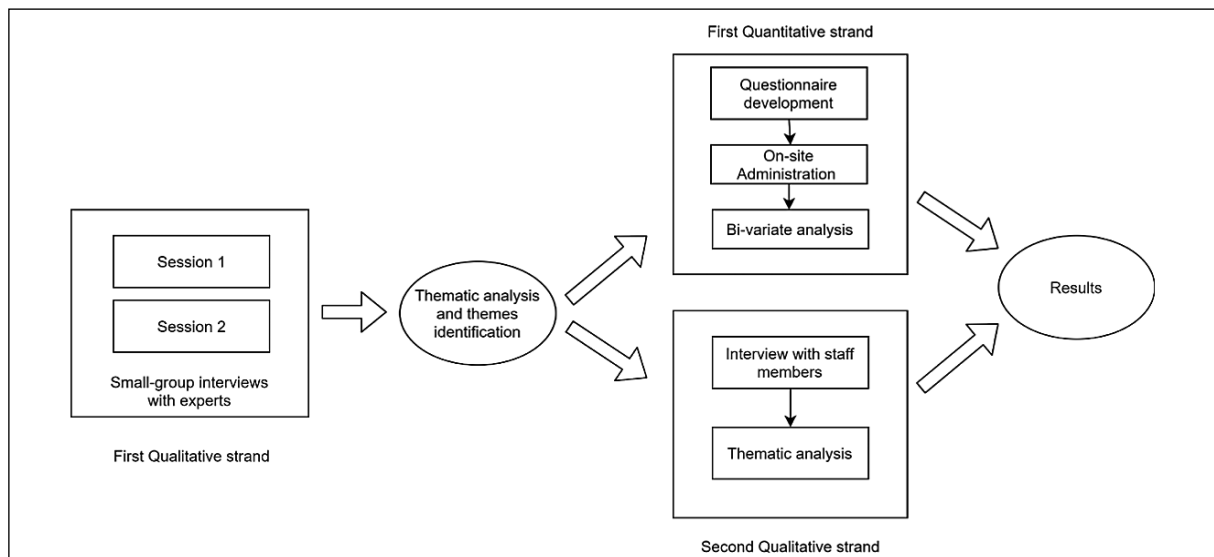 Session 1
Session 2
Small-group interviews
with experts
First Qualitative strand
Thematic analysis
and themes
identification
First Quantitative strand
Questionnaire
development
On-site
Administration
Bi-variate analysis
Interview with staff
members
Thematic analysis
Second Qualitative strand
Results